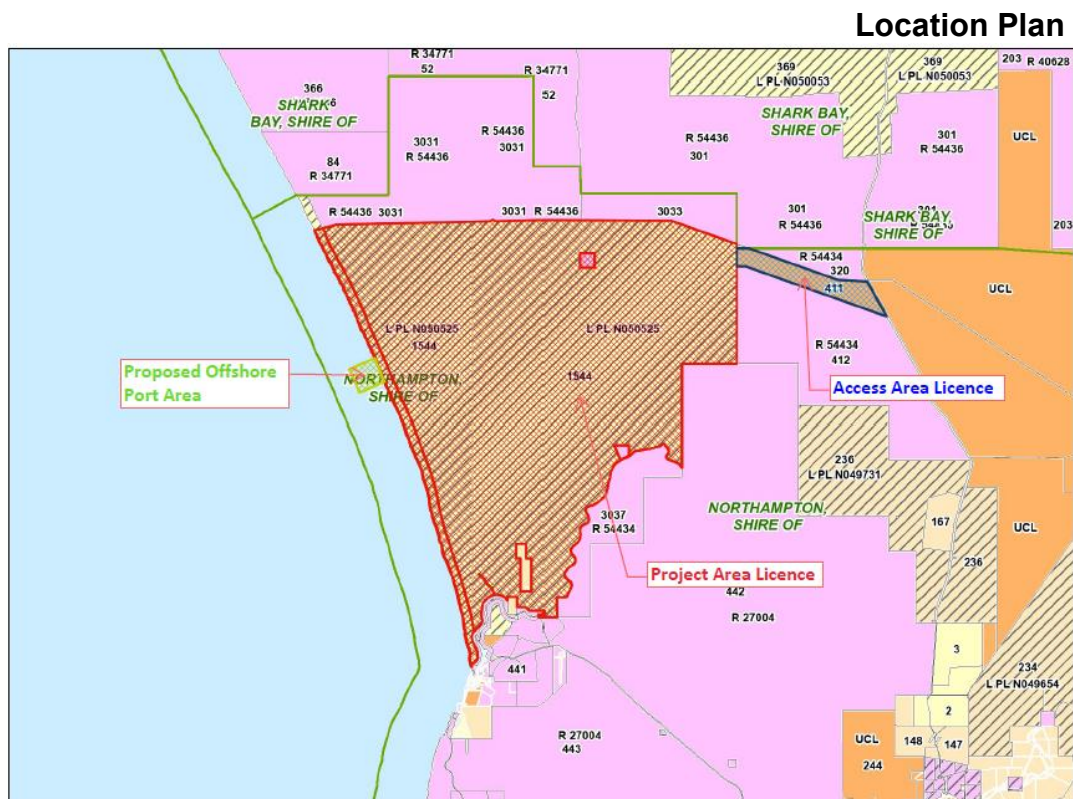 Location Plan
R 34771
52
R 34771
52
369
L PL N050053
369
L PL N050053
203
R 40628
366
SHARK
BAY, SHIRE OF
SHARK BAY,
SHIRE OF
R 54436
3031
3031
R 54436
R 54436
301
301
R 54436
UCL
84
R 34771
R 54436 3031
3031 R 54436
3033
301
R 54436
SHARK BAY,
SHIRE OF
203
R 54434
320
411
UCL
L PL N050525
1544
L PL N050525
1544
R 54434
412
Proposed Offshore
Port Area
NORTHAMPTON,
SHIRE OF
Access Area Licence
236
L PL N049731
3037
R 54434
NORTHAMPTON,
SHIRE OF
167
UCL
236
Project Area Licence
442
R 27004
3
234
L PL N049654
441
2
R 27004
443
UCL
244
148
147